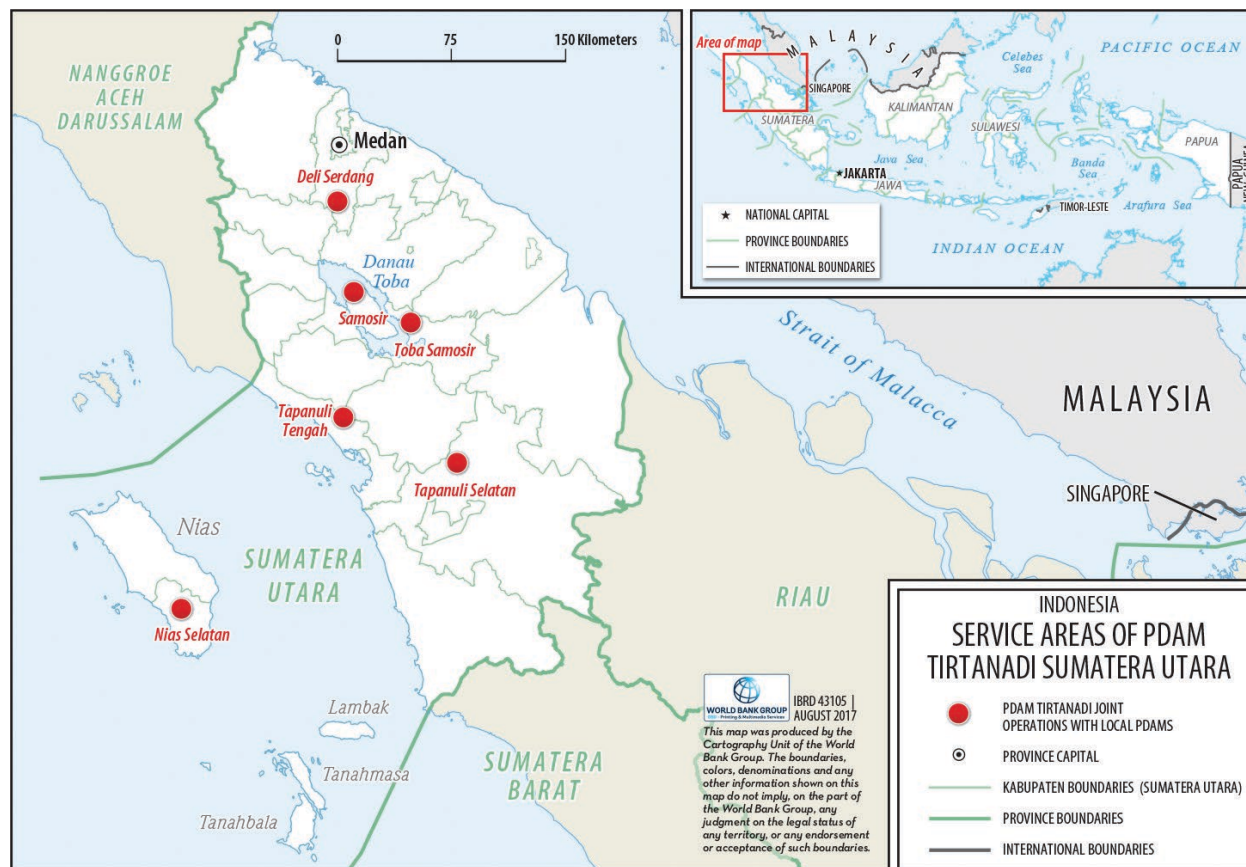 0 75 150 Kilometers
NANGGROE
ACEH
DARUSSALAM
Medan
Deli Serdang
Danau
Toba
Samosir
Toba Samosir
Tapanuli
Tengah
Tapanuli Selatan
Nias
SUMATERA
UTARA
Nias Selatan
Lambak
Tanahmasa
Tanahbala
SUMATERA
BARAT
RIAU
Strait of Malacca
MALAYSIA
SINGAPORE
Area of map
MALAYSIA
SINGAPORE
SUMATERA
KALIMANTAN
Celebes
Sea
PACIFIC OCEAN
SULAWESI
PAPUA
PAPUA
Java Sea
JAKARTA
JAWA
Banda
Sea
TIMOR-LESTE
Arafura Sea
INDIAN OCEAN
NATIONAL CAPITAL
PROVINCE BOUNDARIES
INTERNATIONAL BOUNDARIES
WORLD BANK GROUP
Printing & Multimedia Services
IBRD 43105 |
AUGUST 2017
This map was produced by the
Cartography Unit of the World
Bank Group. The boundaries,
colors, denominations and any
other information shown on this
map do not imply, on the part of
the World Bank Group, any
judgment on the legal status of
any territory, or any endorsement
or acceptance of such boundaries.
INDONESIA
SERVICE AREAS OF PDAM
TIRTANADI SUMATERA UTARA
PDAM TIRTANADI JOINT
OPERATIONS WITH LOCAL PDAMS
PROVINCE CAPITAL
KABUPATEN BOUNDARIES (SUMATERA UTARA)
PROVINCE BOUNDARIES
INTERNATIONAL BOUNDARIES